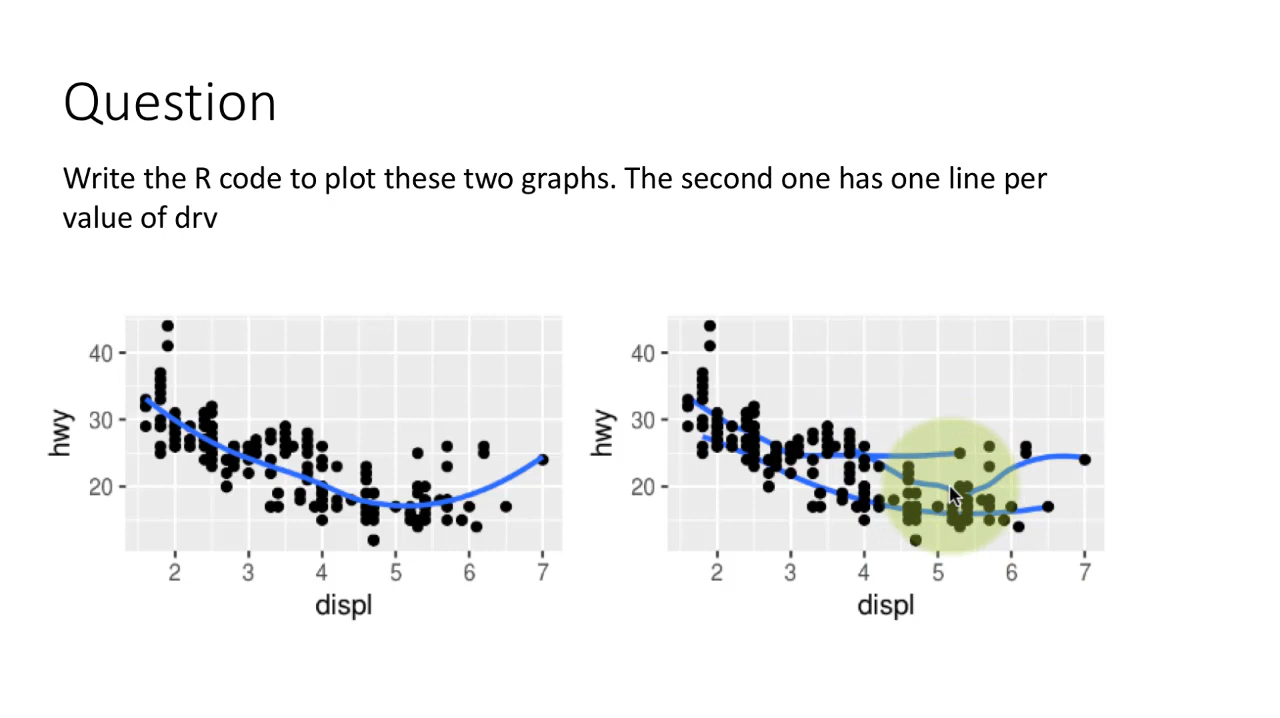 Question
Write the R code to plot these two graphs. The second one has one line per
value of drv
hwy
40
30
20
2 3 4 5 6 7
displ
hwy
40
30
20
2 3 4 5 6 7
displ